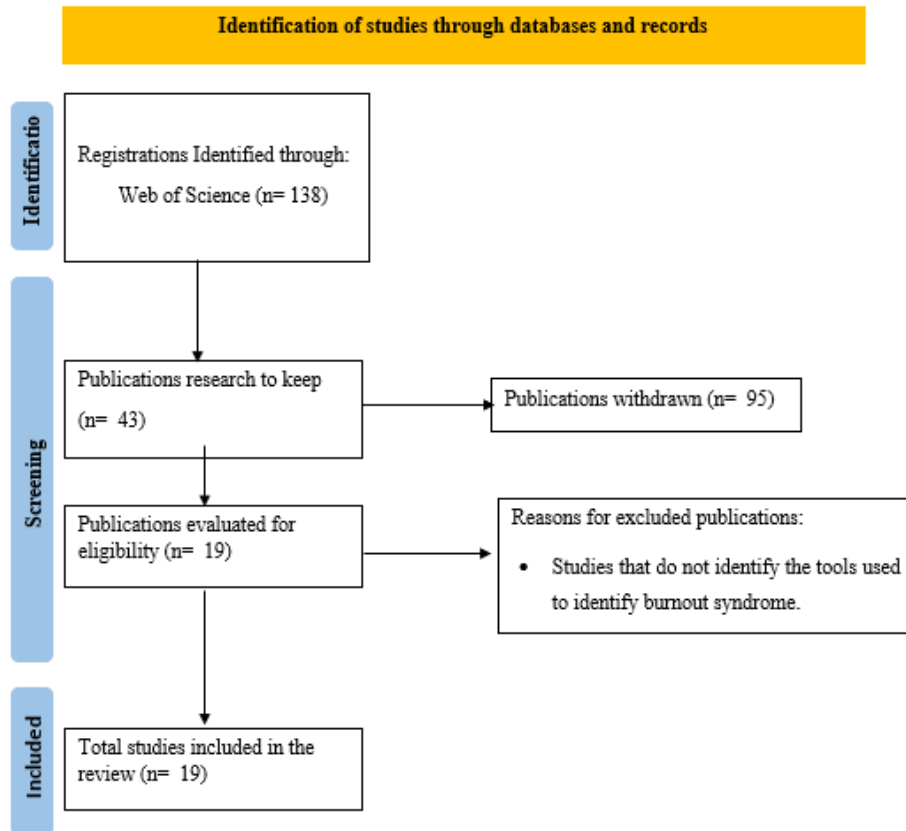 Identification of studies through databases and records
Identificatio
Registrations Identified through:
Web of Science (n= 138)
Screening
Publications research to keep
(n= 43)
Publications withdrawn (n= 95)
Publications evaluated for
eligibility (n= 19)
Reasons for excluded publications:
• Studies that do not identify the tools used
to identify burnout syndrome.
Included
Total studies included in the
review (n= 19)